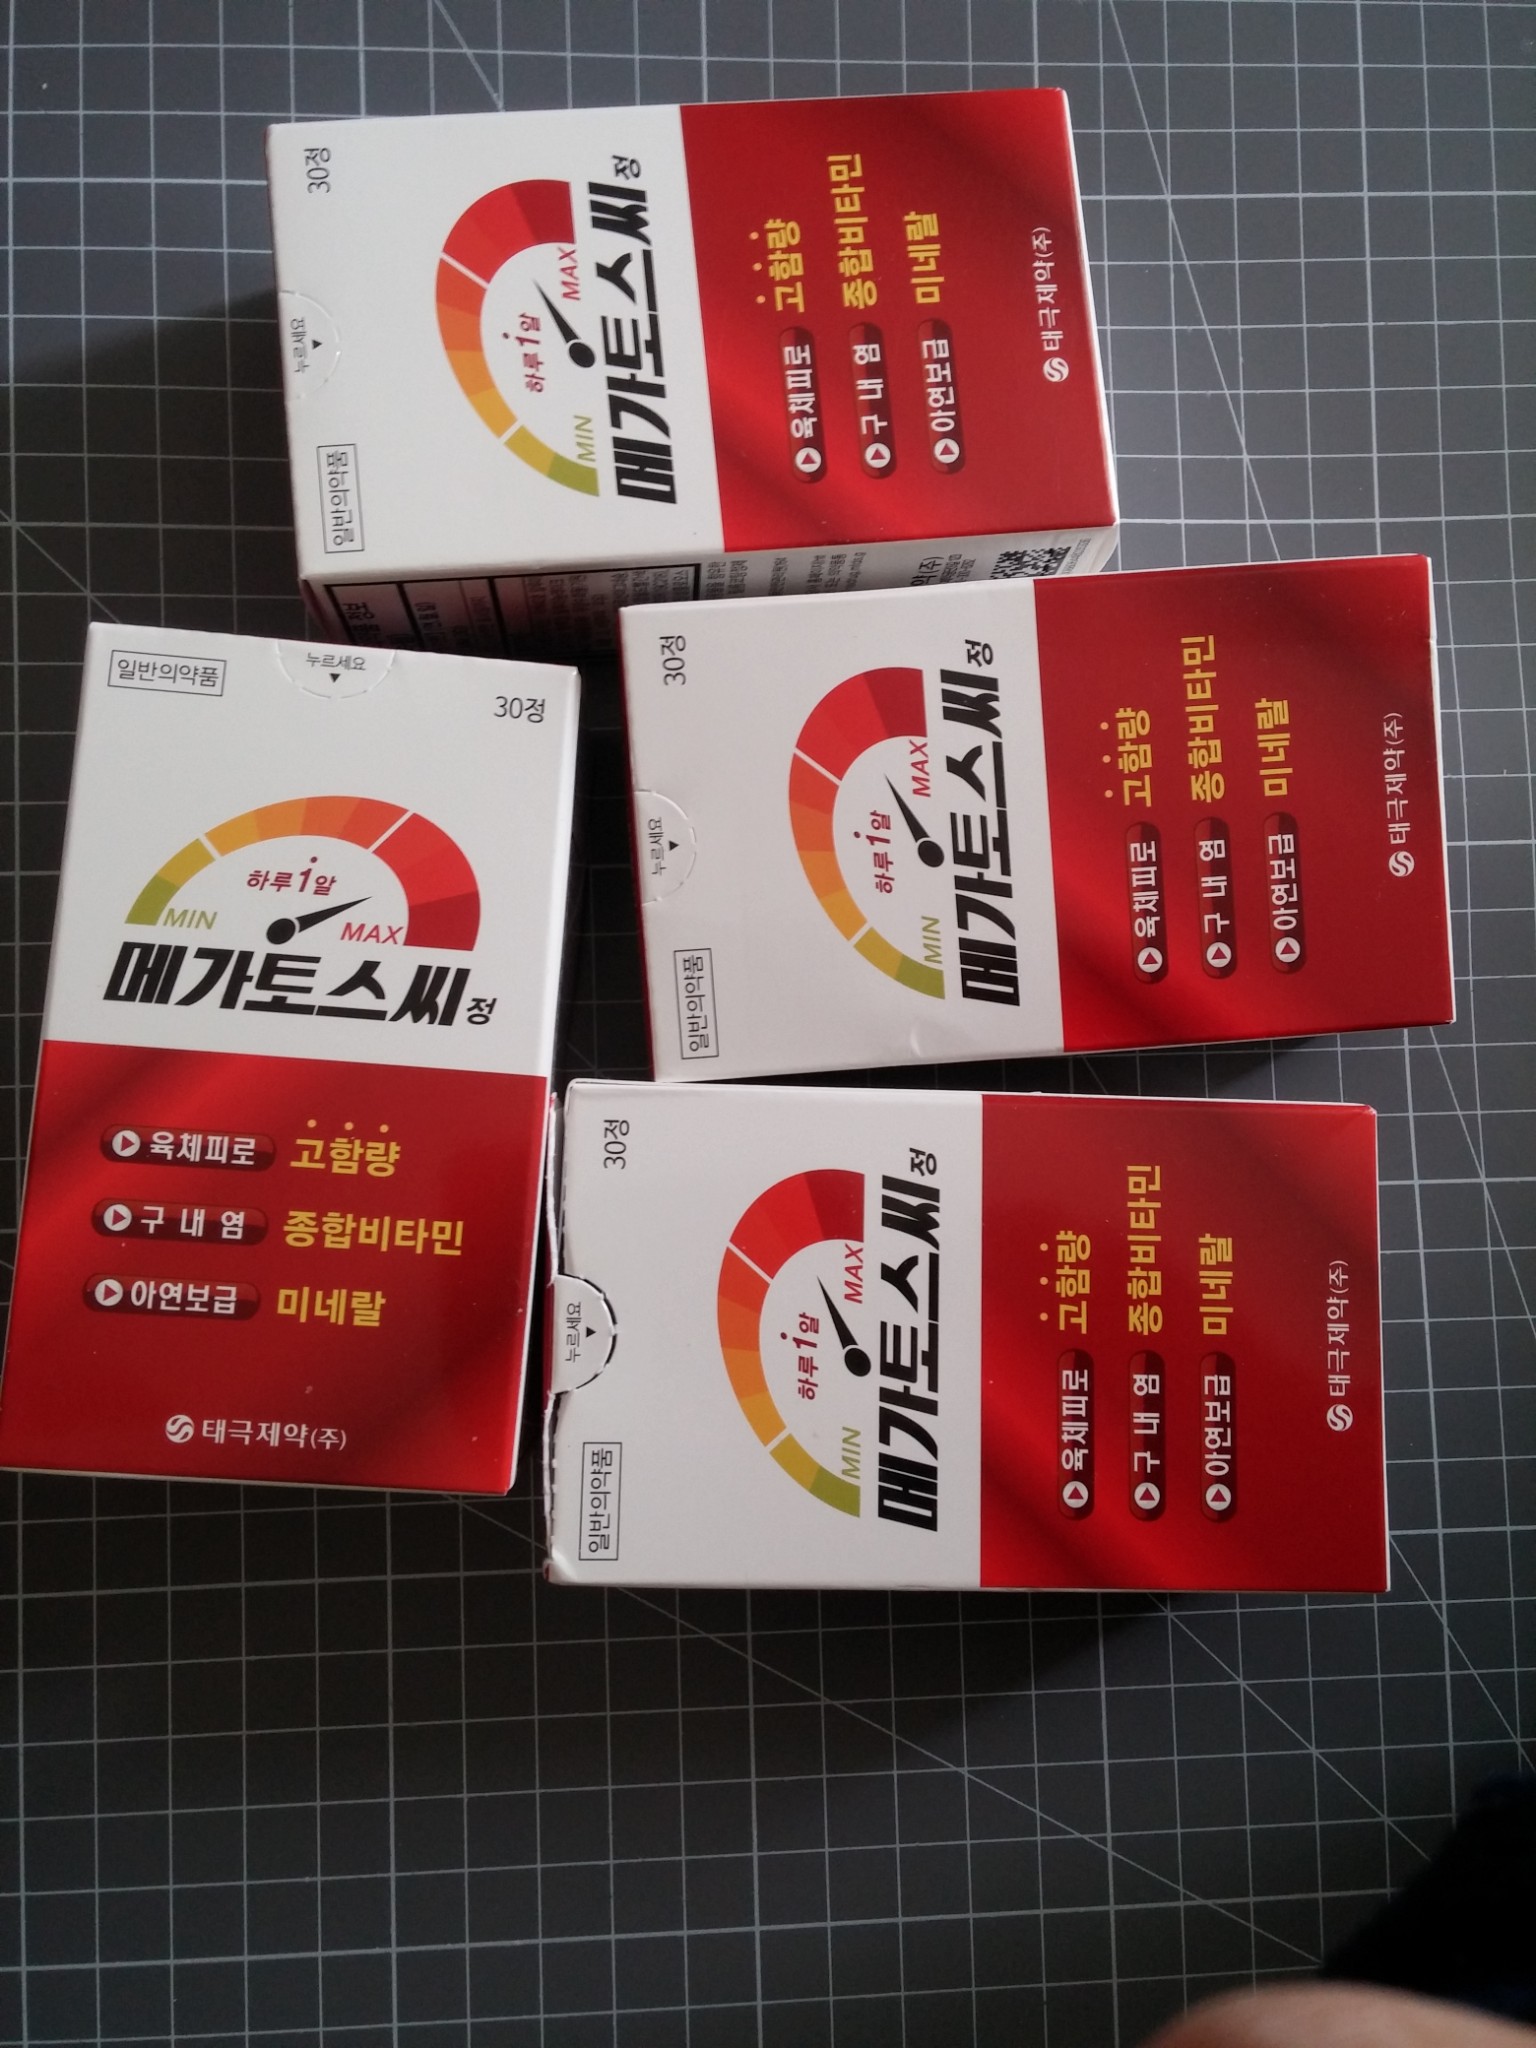 30정
누르세요
일반의약품
하루 1알
MIN
MAX
메가토스씨정
육체피로 고함량
구내염 종합비타민
아연보급 미네랄
태극제약(주)
일반의약품
누르세요
30정
하루 1알
MIN
MAX
메가토스씨정
육체피로 고함량
구내염 종합비타민
아연보급 미네랄
태극제약(주)
30정
누르세요
일반의약품
하루 1알
MIN
MAX
메가토스씨정
육체피로 고함량
구내염 종합비타민
아연보급 미네랄
태극제약(주)
30정
누르세요
일반의약품
하루 1알
MIN
MAX
메가토스씨정
육체피로 고함량
구내염 종합비타민
아연보급 미네랄
태극제약(주)